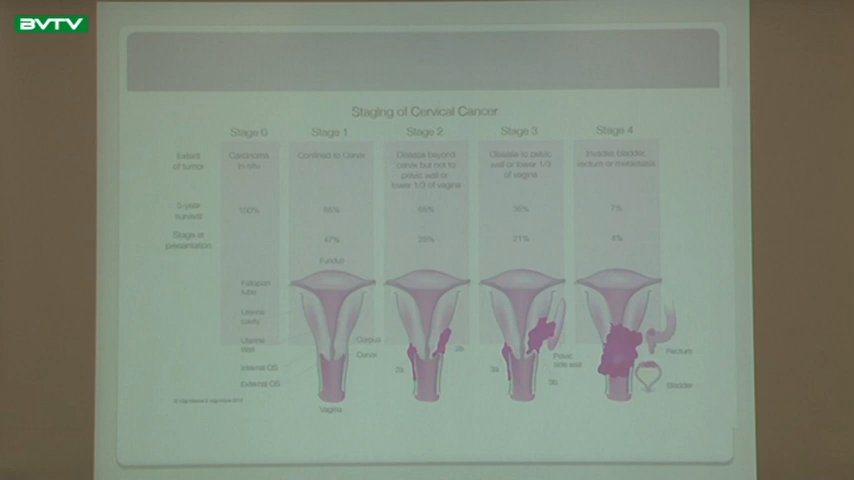 BVTV
Staging of Cervical Cancer
Stage 0 Stage 1 Stage 2 Stage 3 Stage 4
Extent of tumor
Carcinoma in situ
Confined to Cervix
Disease beyond cervix but not to pelvic wall or lower 1/3 of vagina
Disease to pelvic wall or lower 1/3 of vagina
Invades bladder, rectum or metastasis
5-year survival
100% 7%
Stage at presentation
47% 21% 4%
Fundus
Fallopian tube
Uterine cavity
Uterine wall
Internal OS
External OS
Corpus
Cervix
Vagina
2a
2b
3a
Pelvic side wall
3b
Rectum
Bladder